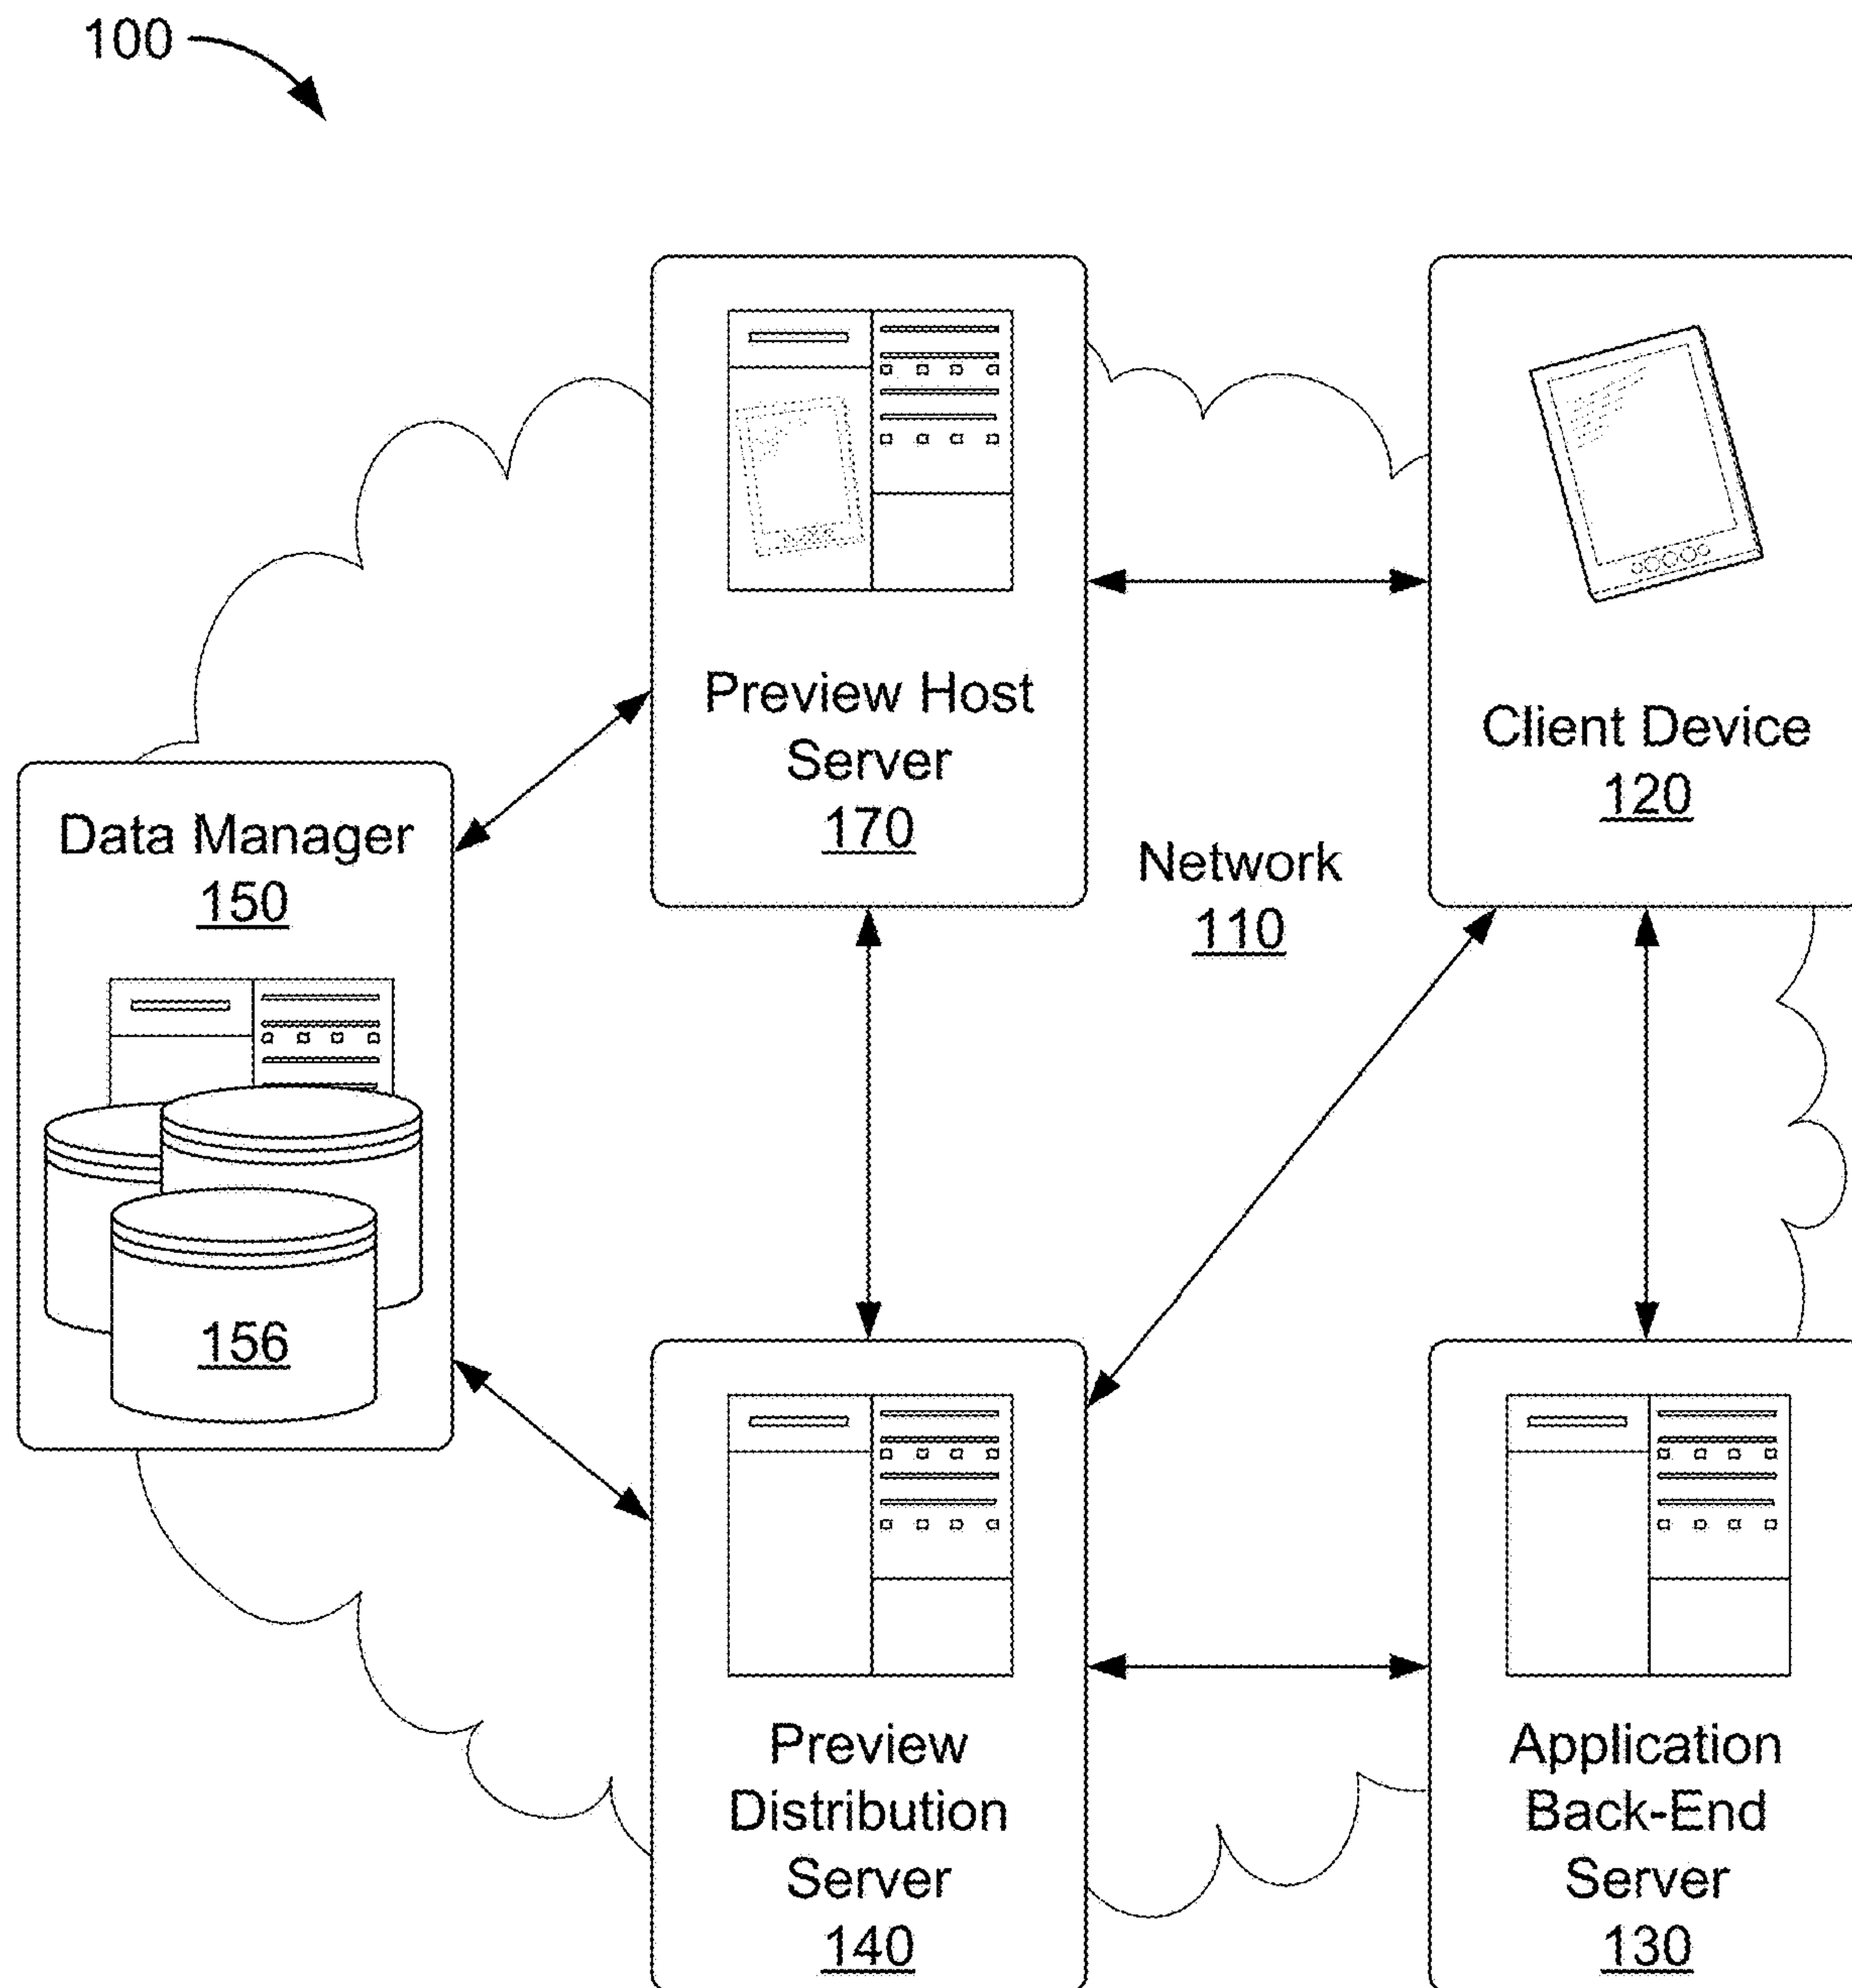 100
Preview Host
Server
170
Client Device
120
Data Manager
150
Network
110
156
Preview
Distribution
Server
140
Application
Back-End
Server
130